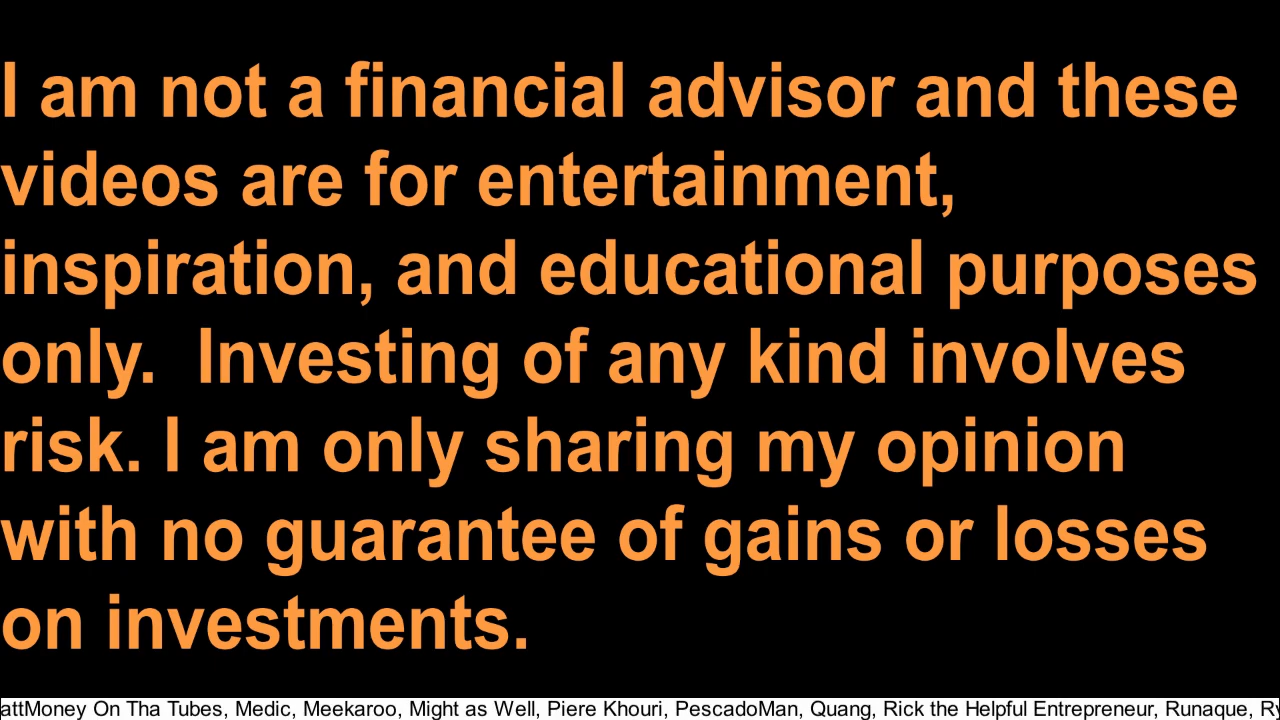 I am not a financial advisor and these
videos are for entertainment,
inspiration, and educational purposes
only.  Investing of any kind involves
risk. I am only sharing my opinion
with no guarantee of gains or losses
on investments.
attMoney On Tha Tubes, Medic, Meekaroo, Might as Well, Piere Khouri, PescadoMan, Quang, Rick the Helpful Entrepreneur, Runaque, Ry